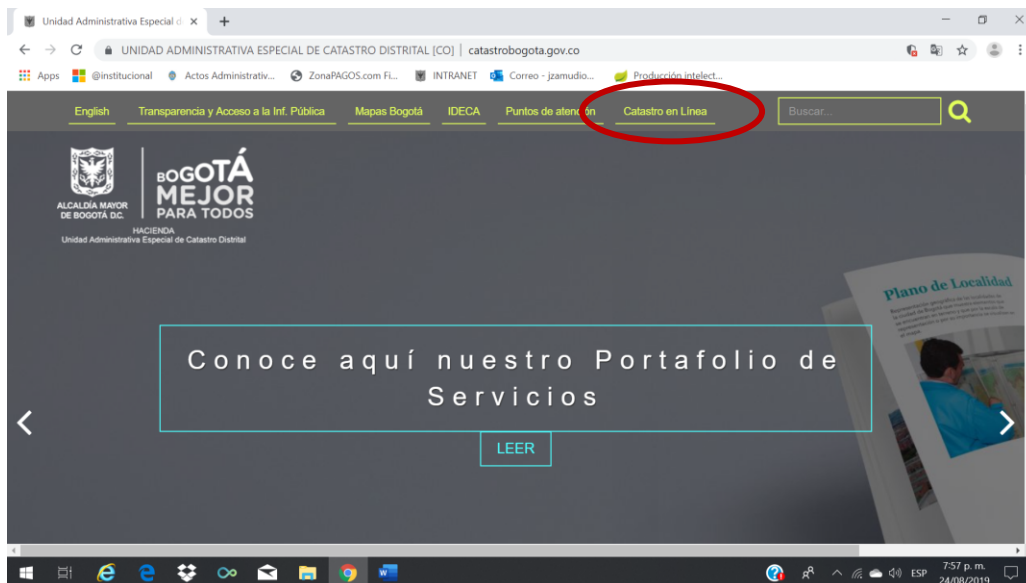 Unidad Administrativa Especial d
UNIDAD ADMINISTRATIVA ESPECIAL DE CATASTRO DISTRITAL [CO] | catastrobogota.gov.co
Apps @institucional Actos Administrativ... ZonaPAGOS.com Fi... INTRANET Correo - jzamudio... Producción intelect...
English Transparencia y Acceso a la Inf. Pública Mapas Bogotá IDECA Puntos de atención Catastro en Línea Buscar...
ALCALDÍA MAYOR
DE BOGOTÁ D.C.
BOGOTÁ
MEJOR
PARA TODOS
HACIENDA
Unidad Administrativa Especial de Catastro Distrital
Plano de Localidad
Conoce aquí nuestro Portafolio de
Servicios
LEER
ESP
7:57 p. m.
24/08/2019